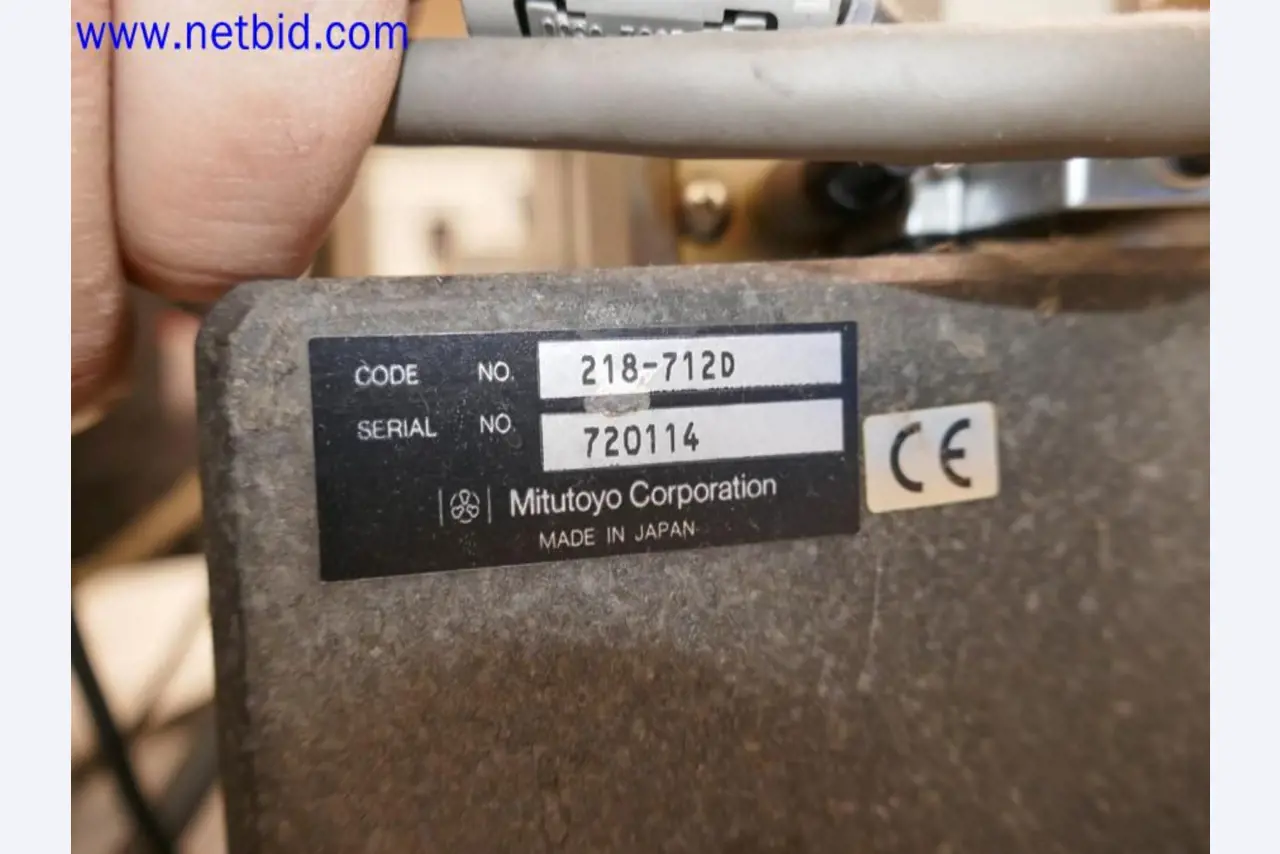 www.netbid.com
CODE NO. 218-712D
SERIAL NO. 720114
Mitutoyo Corporation
MADE IN JAPAN
CE